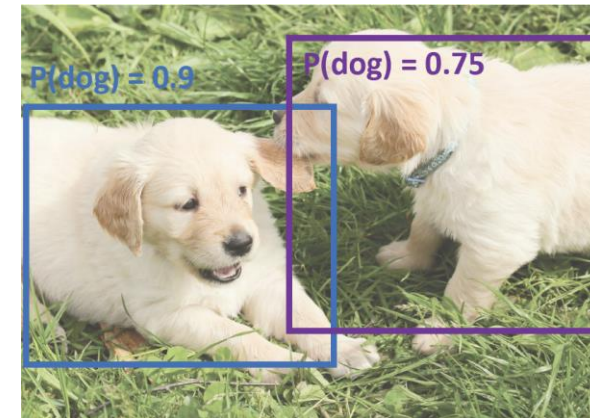 P(dog) = 0.9
P(dog) = 0.75